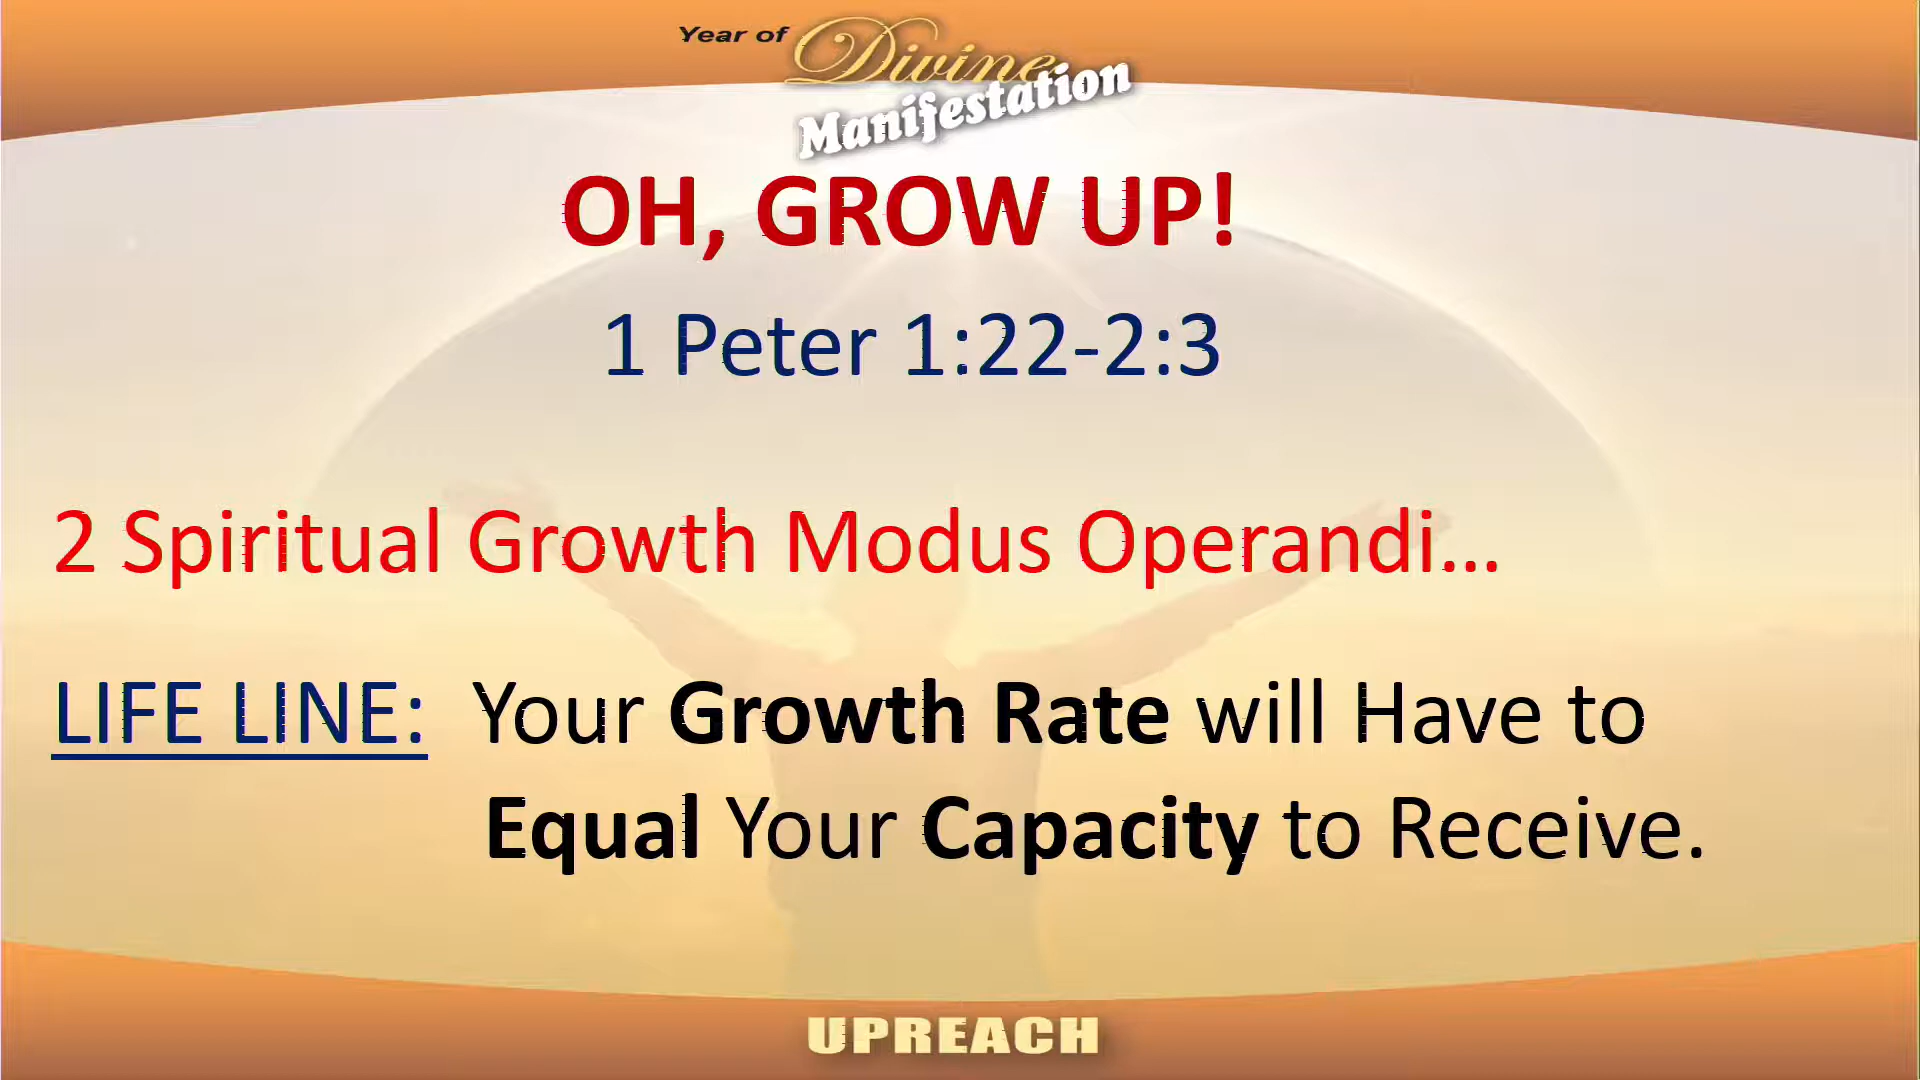 Year of Divine
Manifestation
OH, GROW UP!
1 Peter 1:22-2:3
2 Spiritual Growth Modus Operandi...
LIFE LINE: Your Growth Rate will Have to
Equal Your Capacity to Receive.
UPREACH